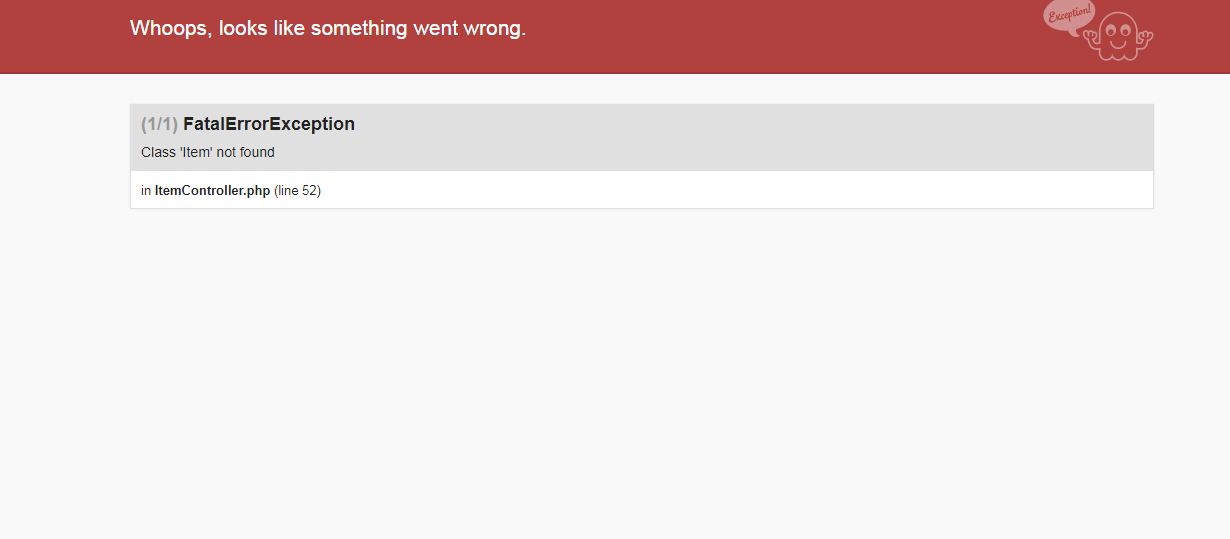 Whoops, looks like something went wrong.
Exception!
(1/1) FatalErrorException
Class 'Item' not found
in ItemController.php (line 52)